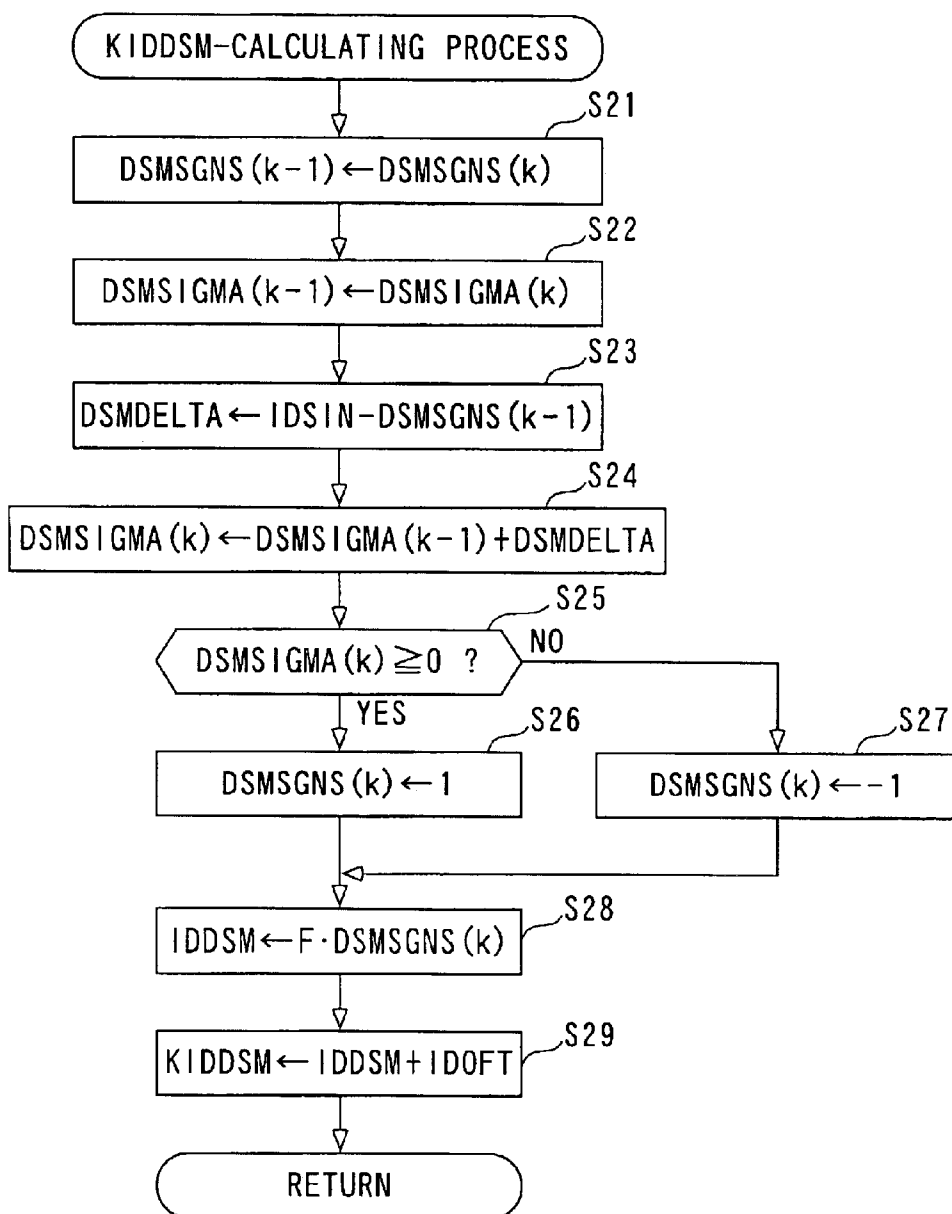 KIDDSM-CALCULATING PROCESS
S21
DSMSGNS(k-1)←DSMSGNS(k)
S22
DSMSIGMA(k-1)←DSMSIGMA(k)
S23
DSMDELTA←IDSIN-DSMSGNS(k-1)
S24
DSMSIGMA(k)←DSMSIGMA(k-1)+DSMDELTA
S25
DSMSIGMA(k)≧0 ?
NO
YES
S26
DSMSGNS(k)←1
S27
DSMSGNS(k)←-1
S28
IDDSM←F·DSMSGNS(k)
S29
KIDDSM←IDDSM+IDOFT
RETURN